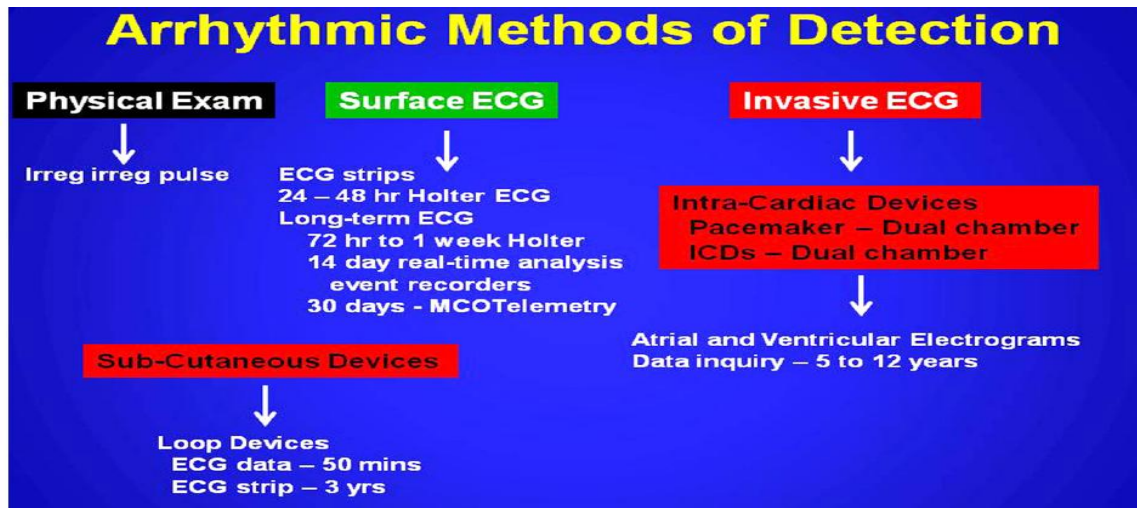 Arrhythmic Methods of Detection
Physical Exam
Irreg irreg pulse
Surface ECG
ECG strips
24 – 48 hr Holter ECG
Long-term ECG
72 hr to 1 week Holter
14 day real-time analysis
event recorders
30 days - MCOTelemetry
Invasive ECG
Intra-Cardiac Devices
Pacemaker – Dual chamber
ICDs – Dual chamber
Atrial and Ventricular Electrograms
Data inquiry – 5 to 12 years
Sub-Cutaneous Devices
Loop Devices
ECG data – 50 mins
ECG strip – 3 yrs